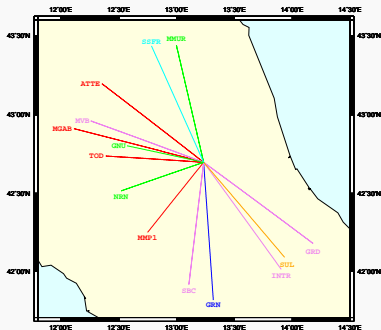 12°00'E 12°30'E 13°00'E 13°30'E 14°00'E 14°30'E
43°30'N 43°30'N
SSFR MMUR
ATTE
43°00'N 43°00'N
MVB
MGAB
GNU
TOD
42°30'N 42°30'N
NRN
MMP1
GRD
SUL
INTR
42°00'N 42°00'N
SBC
GRN
12°00'E 12°30'E 13°00'E 13°30'E 14°00'E 14°30'E